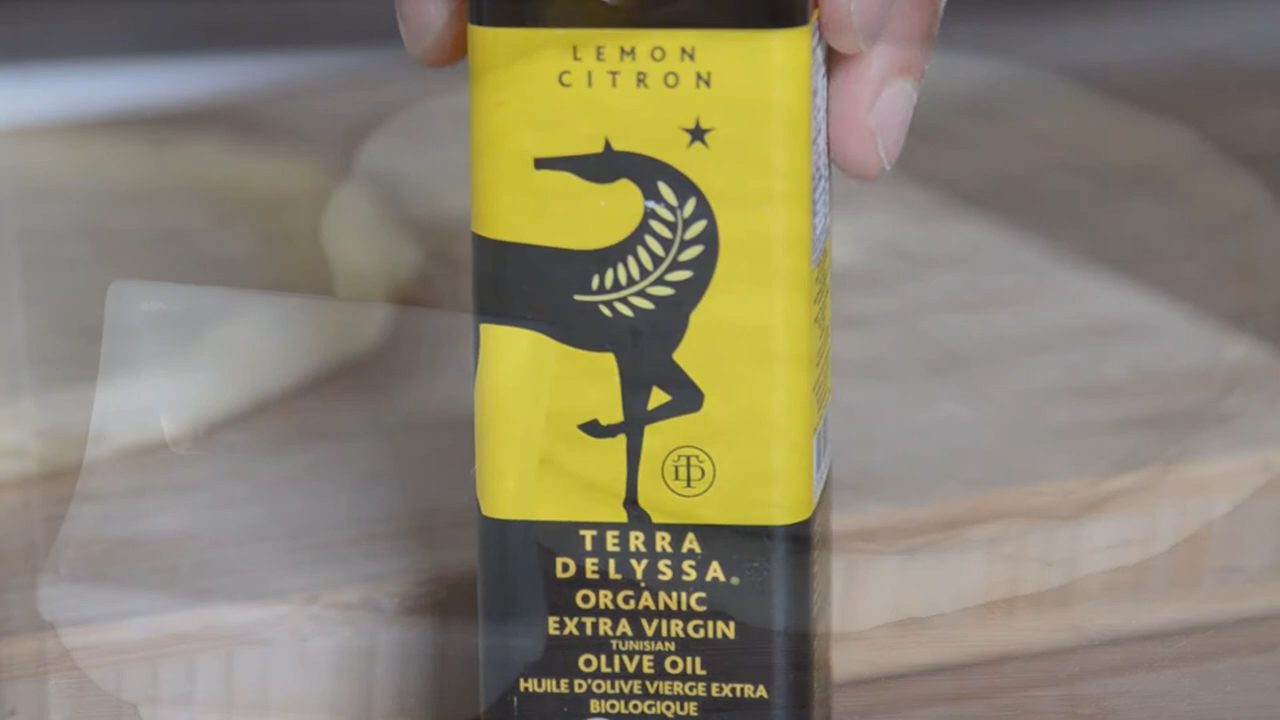 LEMON
CITRON
TERRA
DELYSSA®
ORGANIC
EXTRA VIRGIN
TUNISIAN
OLIVE OIL
HUILE D'OLIVE VIERGE EXTRA
BIOLOGIQUE